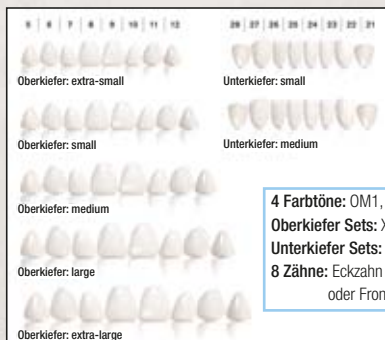 5 6 7 8 9 10 11 12
28 27 26 25 24 23 22 21
Oberkiefer: extra-small
Unterkiefer: small
Oberkiefer: small
Unterkiefer: medium
Oberkiefer: medium
4 Farbtöne: OM1,
Oberkiefer Sets: X
Unterkiefer Sets:
8 Zähne: Eckzahn
oder Fron
Oberkiefer: large
Oberkiefer: extra-large